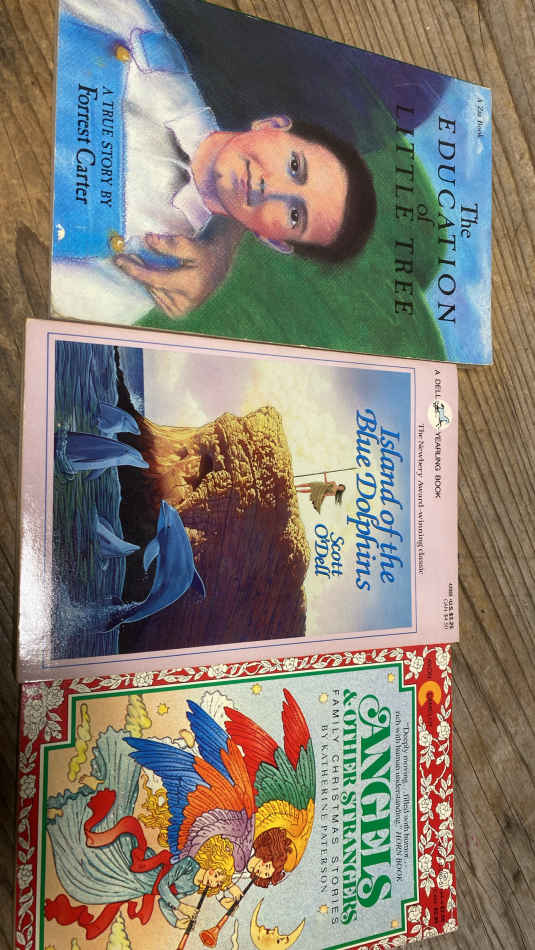 A Zia Book
The
EDUCATION
of
LITTLE TREE
A TRUE STORY BY
Forrest Carter
A DELL YEARLING BOOK
The Newbery Award-winning classic
Island of the
Blue Dolphins
Scott
O'Dell
"Deeply moving... filled with humor...
rich with human understanding." HORN BOOK
ANGELS
& OTHER STRANGERS
FAMILY CHRISTMAS STORIES
BY KATHERINE PATERSON